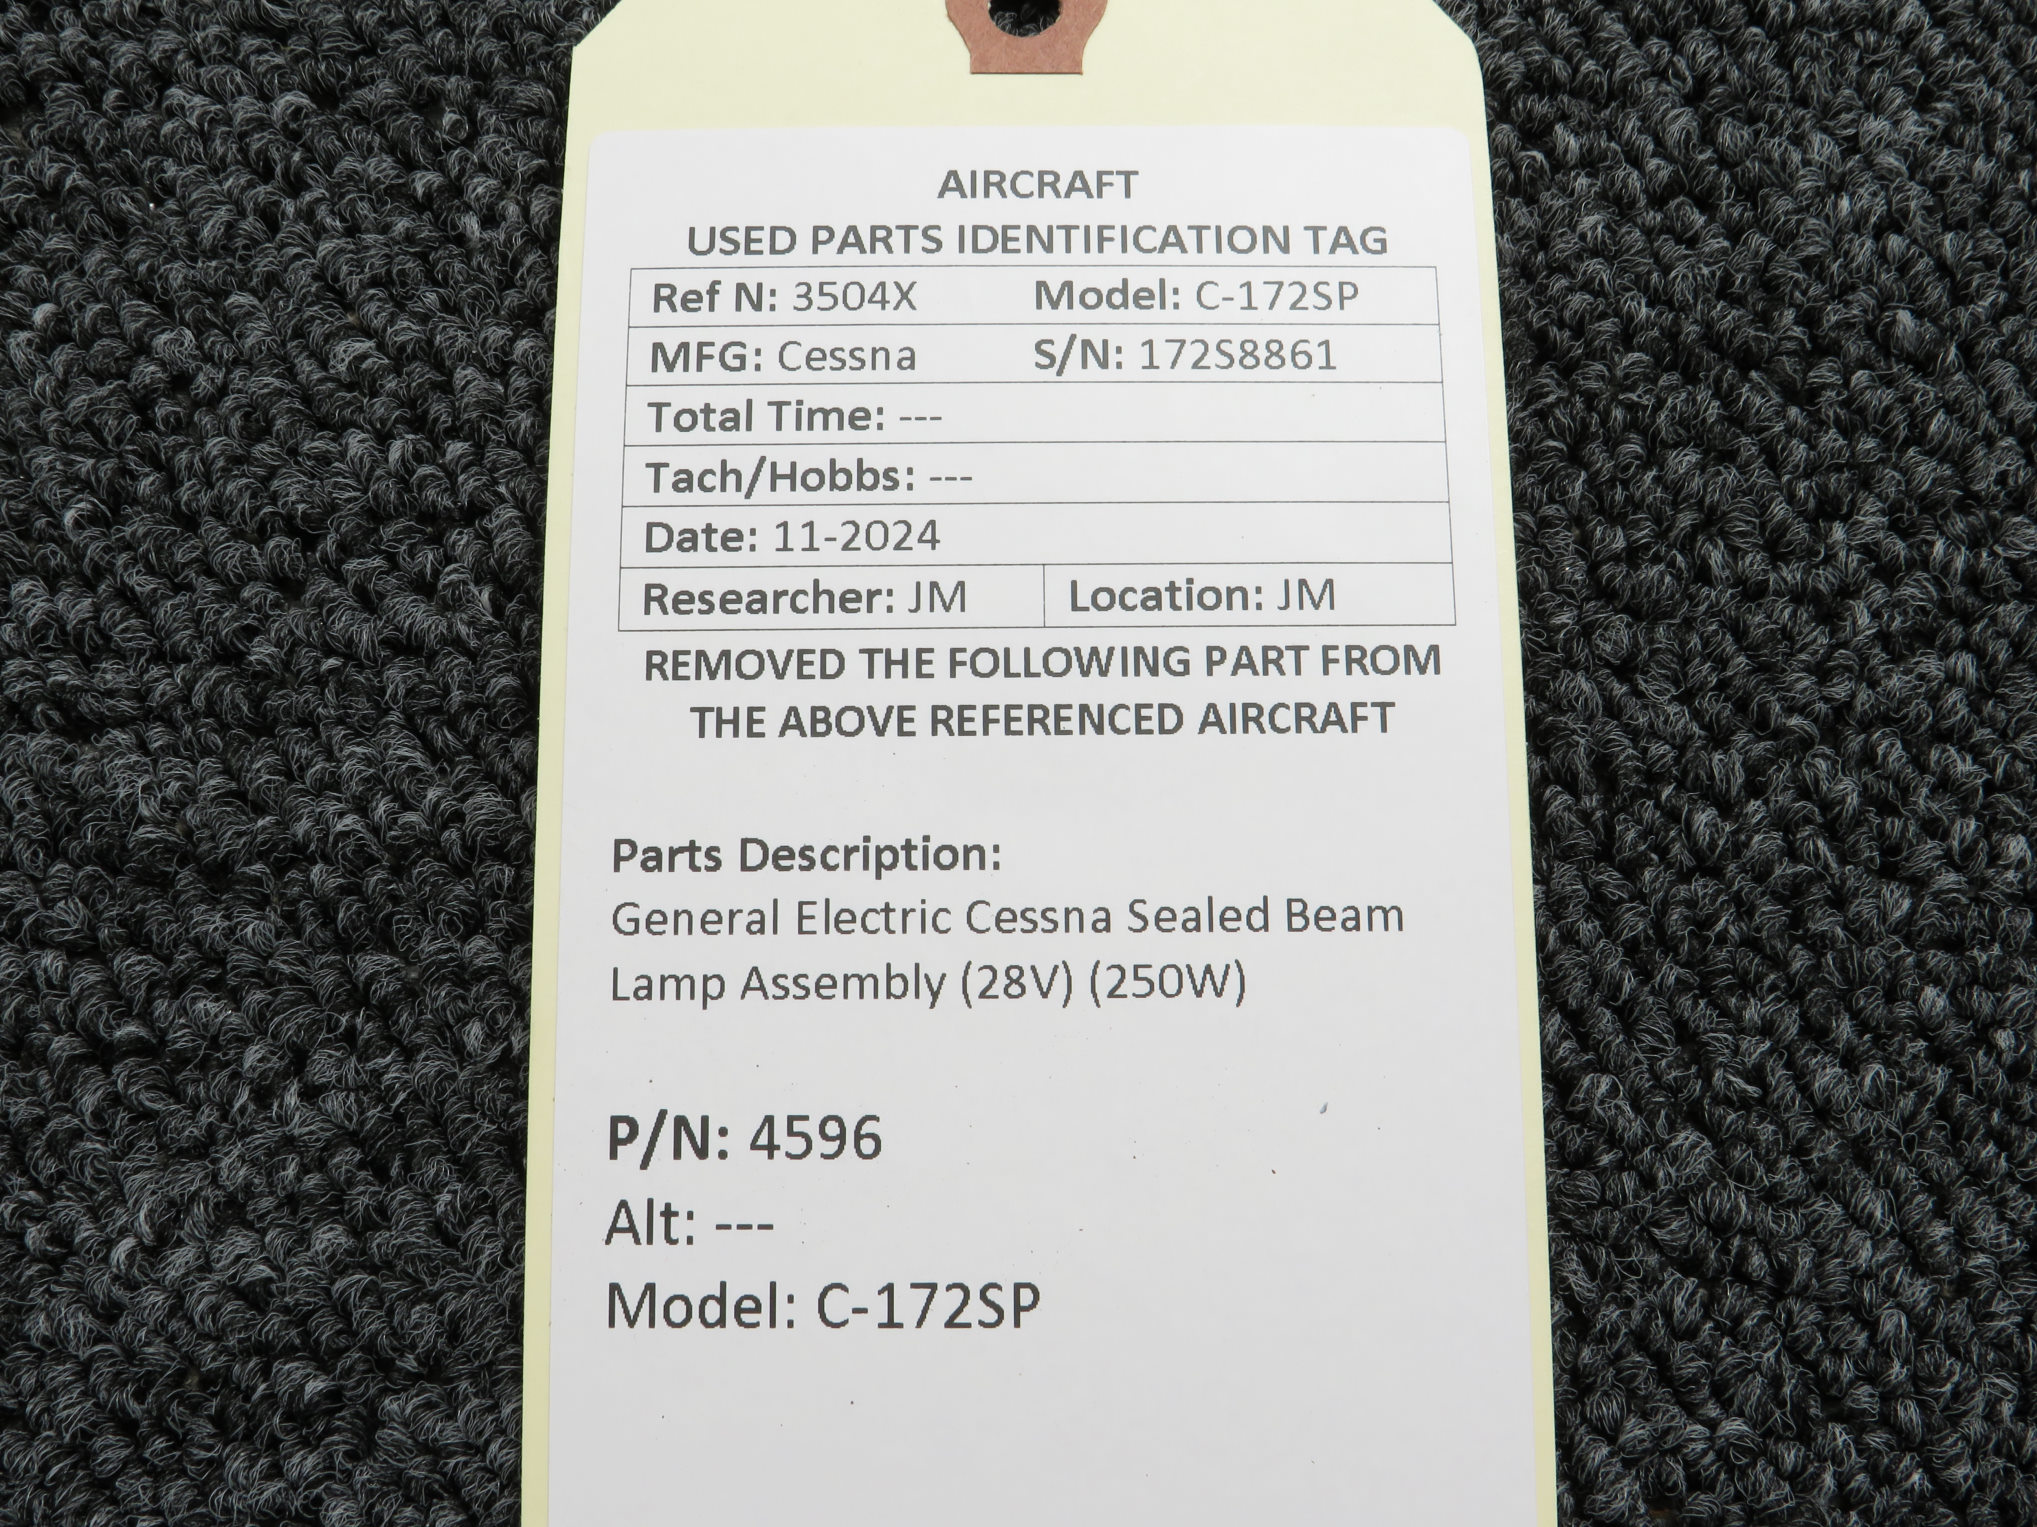 AIRCRAFT
USED PARTS IDENTIFICATION TAG
Ref N: 3504X Model: C-172SP
MFG: Cessna S/N: 172S8861
Total Time: ---
Tach/Hobbs: ---
Date: 11-2024
Researcher: JM Location: JM
REMOVED THE FOLLOWING PART FROM
THE ABOVE REFERENCED AIRCRAFT
Parts Description:
General Electric Cessna Sealed Beam
Lamp Assembly (28V) (250W)
P/N: 4596
Alt: ---
Model: C-172SP